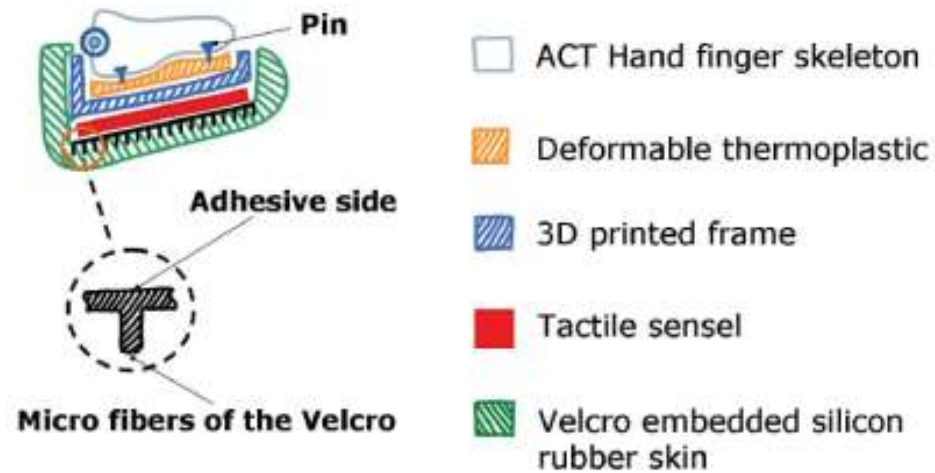 Pin
ACT Hand finger skeleton
Deformable thermoplastic
Adhesive side
3D printed frame
Tactile sensel
Micro fibers of the Velcro
Velcro embedded silicon
rubber skin